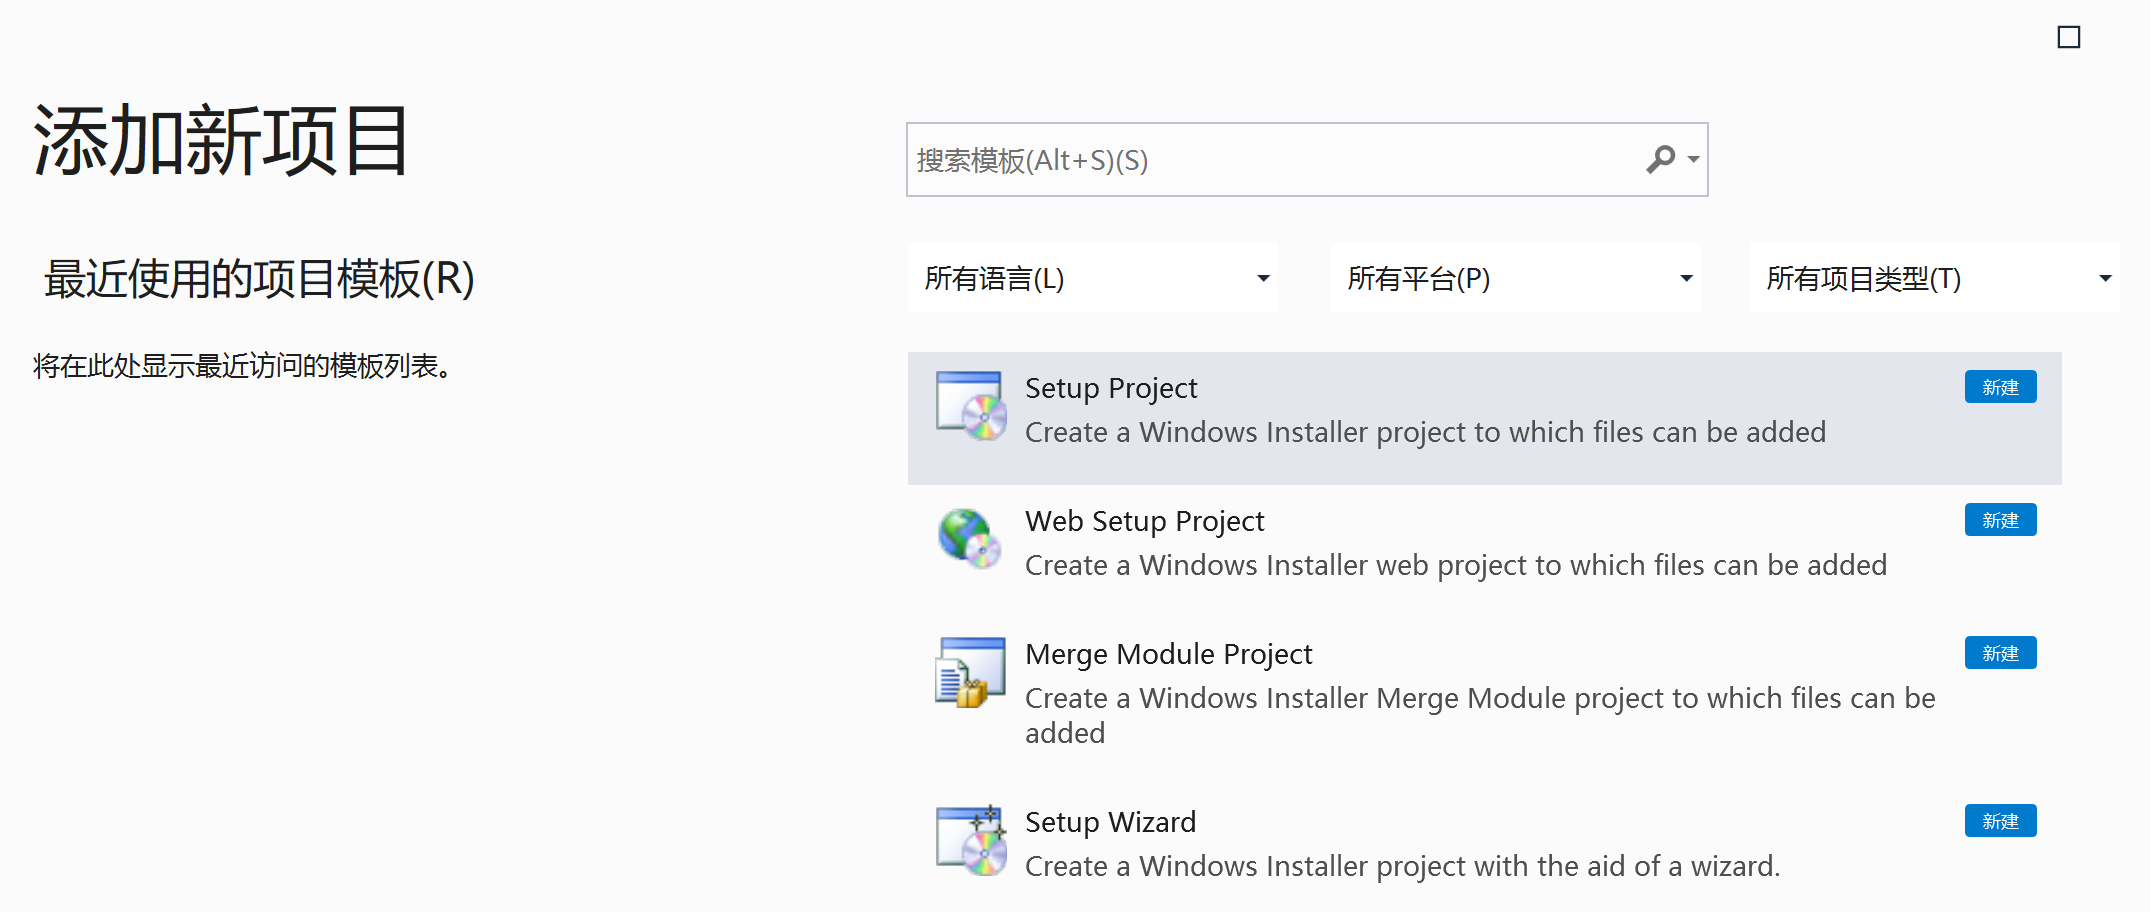 添加新项目
搜索模板(Alt+S)(S)
最近使用的项目模板(R)
所有语言(L)
所有平台(P)
所有项目类型(T)
将在此处显示最近访问的模板列表。
Setup Project
新建
Create a Windows Installer project to which files can be added
Web Setup Project
新建
Create a Windows Installer web project to which files can be added
Merge Module Project
新建
Create a Windows Installer Merge Module project to which files can be
added
Setup Wizard
新建
Create a Windows Installer project with the aid of a wizard.